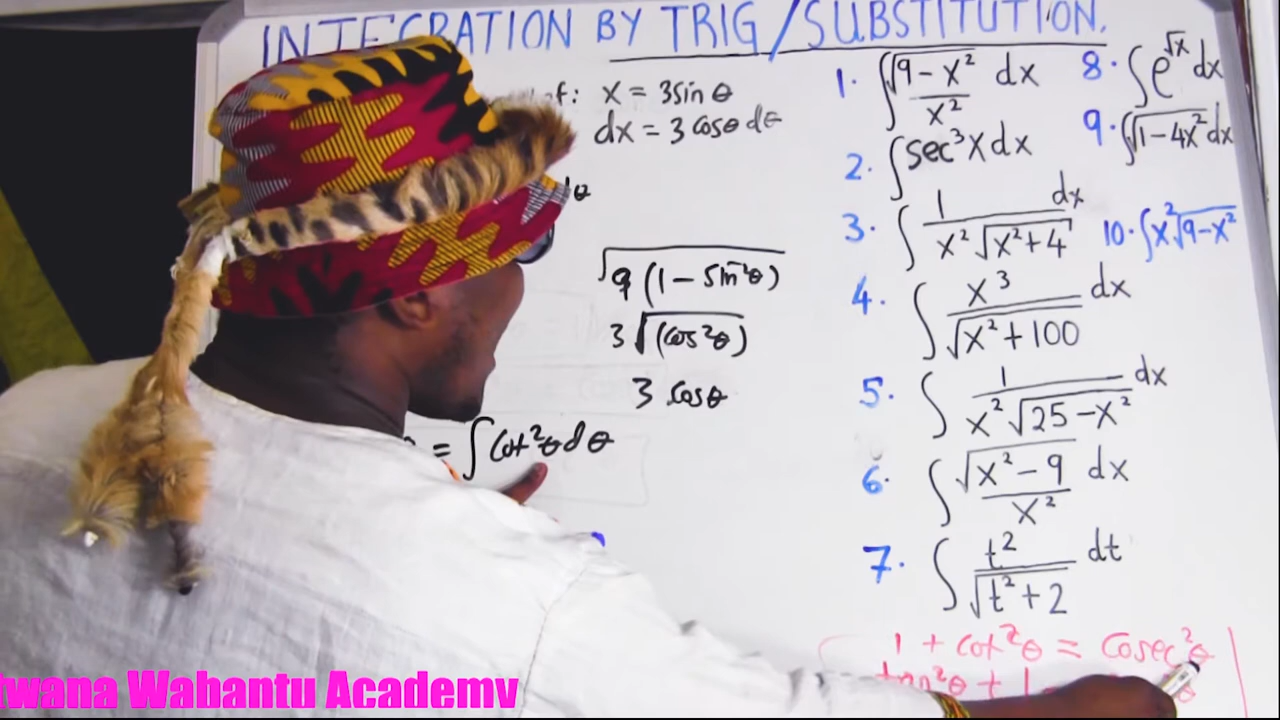 INTEGRATION BY TRIG/SUBSTITUTION.
x = 3sinθ
dx = 3cosθ dθ
dθ
√9(1 – Sin²θ)
3√(cos²θ)
3 cosθ
= ∫Cot²θdθ
1. ∫√9 – x² / x² dx
2. ∫sec³x dx
3. ∫ 1 / x²√x² + 4 dx
4. ∫ x³ / √x² + 100 dx
5. ∫ 1 / x²√25 – x² dx
6. ∫ √x² – 9 / x² dx
7. ∫ t² / √t² + 2 dt
8. ∫e^√x dx
9. ∫√1 – 4x² dx
10. ∫x²√9 – x²
1 + cot²θ = Cosec²θ
tan²θ + 1
twana Wabantu Academy